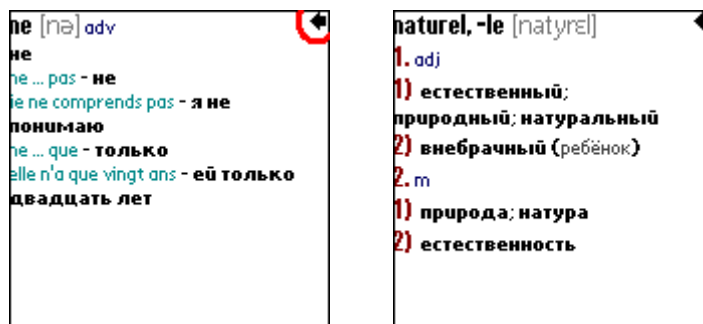 ne [nə] adv
не
ne ... pas - не
je ne comprends pas - я не
понимаю
ne ... que - только
elle n'a que vingt ans - ей только
двадцать лет
naturel, -le [natyrɛl]
1. adj
1) естественный;
природный; натуральный
2) внебрачный (ребёнок)
2. m
1) природа; натура
2) естественность